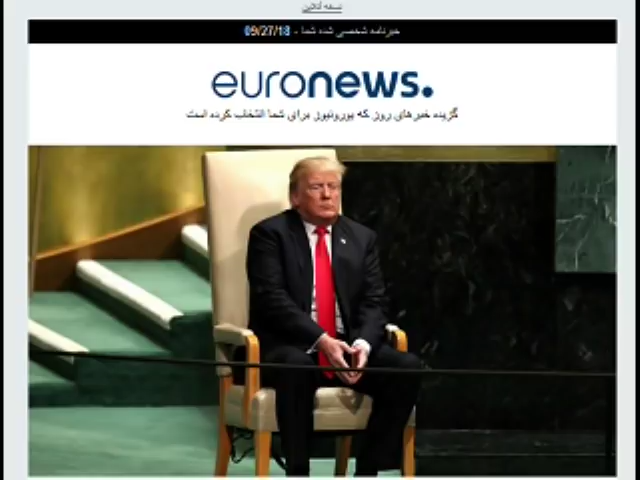 نسخه آنلاین
خبرنامه شخصی شده شما - 09/27/18
euronews.
گزیده خبرهای روز که یورونیوز برای شما انتخاب کرده است